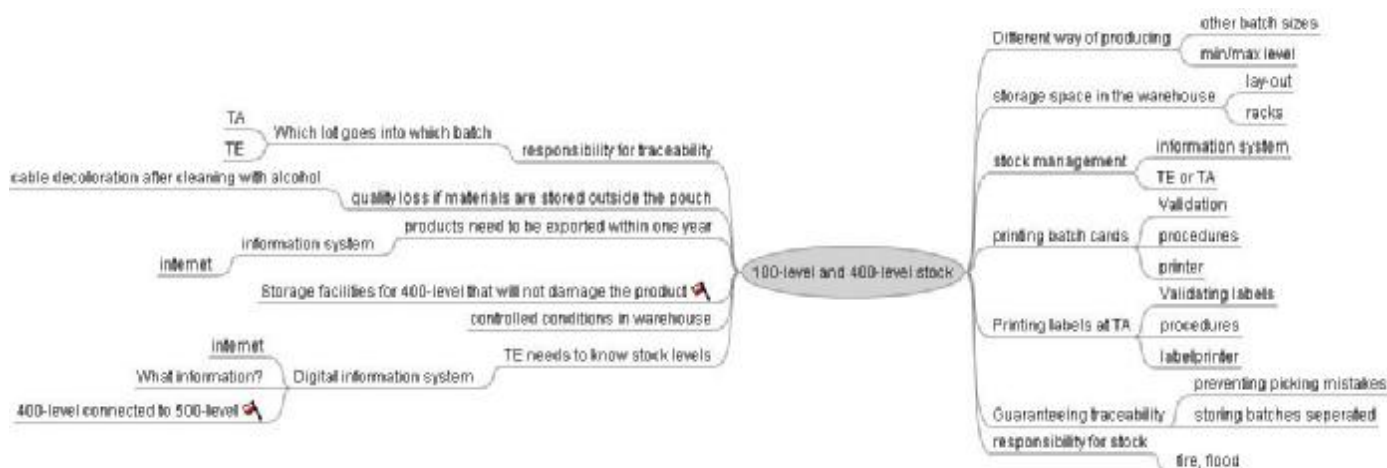 TA
TE
Which lot goes into which batch
responsibility for traceability
cable decoloration after cleaning with alcohol
quality loss if materials are stored outside the pouch
products need to be exported within one year
information system
internet
Storage facilities for 400-level that will not damage the product
controlled conditions in warehouse
TE needs to know stock levels
internet
What information?
Digital information system
400-level connected to 500-level
100-level and 400-level stock
Different way of producing
other batch sizes
min/max level
storage space in the warehouse
lay-out
racks
stock management
information system
TE or TA
printing batch cards
Validation
procedures
printer
Printing labels at TA
Validating labels
procedures
labelprinter
Guaranteeing traceability
preventing picking mistakes
storing batches seperated
responsibility for stock
fire, flood